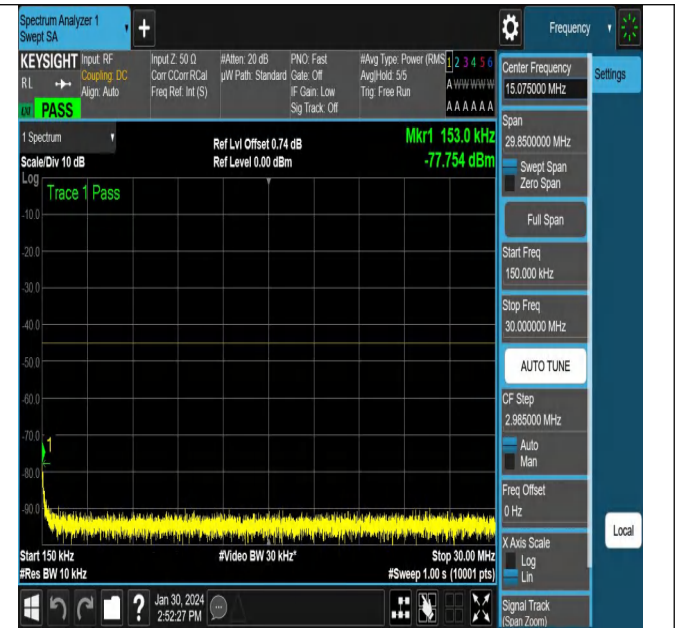 Spectrum Analyzer 1
Swept SA
Frequency
KEYSIGHT
RL
PASS
Input: RF
Coupling: DC
Align: Auto
Input Z: 50 Ω
Corr CCorr RCal
Freq Ref: Int (S)
#Atten: 20 dB
µW Path: Standard
PNO: Fast
Gate: Off
IF Gain: Low
Sig Track: Off
#Avg Type: Power (RMS
Avg|Hold: 5/5
Trig: Free Run
1 2 3 4 5 6
A W W W W W
A A A A A A
1 Spectrum
Scale/Div 10 dB
Ref Lvl Offset 0.74 dB
Ref Level 0.00 dBm
Mkr1 153.0 kHz
-77.754 dBm
Log
Trace 1 Pass
-10.0
-20.0
-30.0
-40.0
-50.0
-60.0
-70.0
1
-80.0
-90.0
Start 150 kHz
#Video BW 30 kHz*
Stop 30.00 MHz
#Res BW 10 kHz
#Sweep 1.00 s (10001 pts)
?
Jan 30, 2024
2:52:27 PM
Center Frequency
15.075000 MHz
Settings
Span
29.8500000 MHz
Swept Span
Zero Span
Full Span
Start Freq
150.000 kHz
Stop Freq
30.000000 MHz
AUTO TUNE
CF Step
2.985000 MHz
Auto
Man
Freq Offset
0 Hz
X Axis Scale
Log
Lin
Local
Signal Track
(Span Zoom)